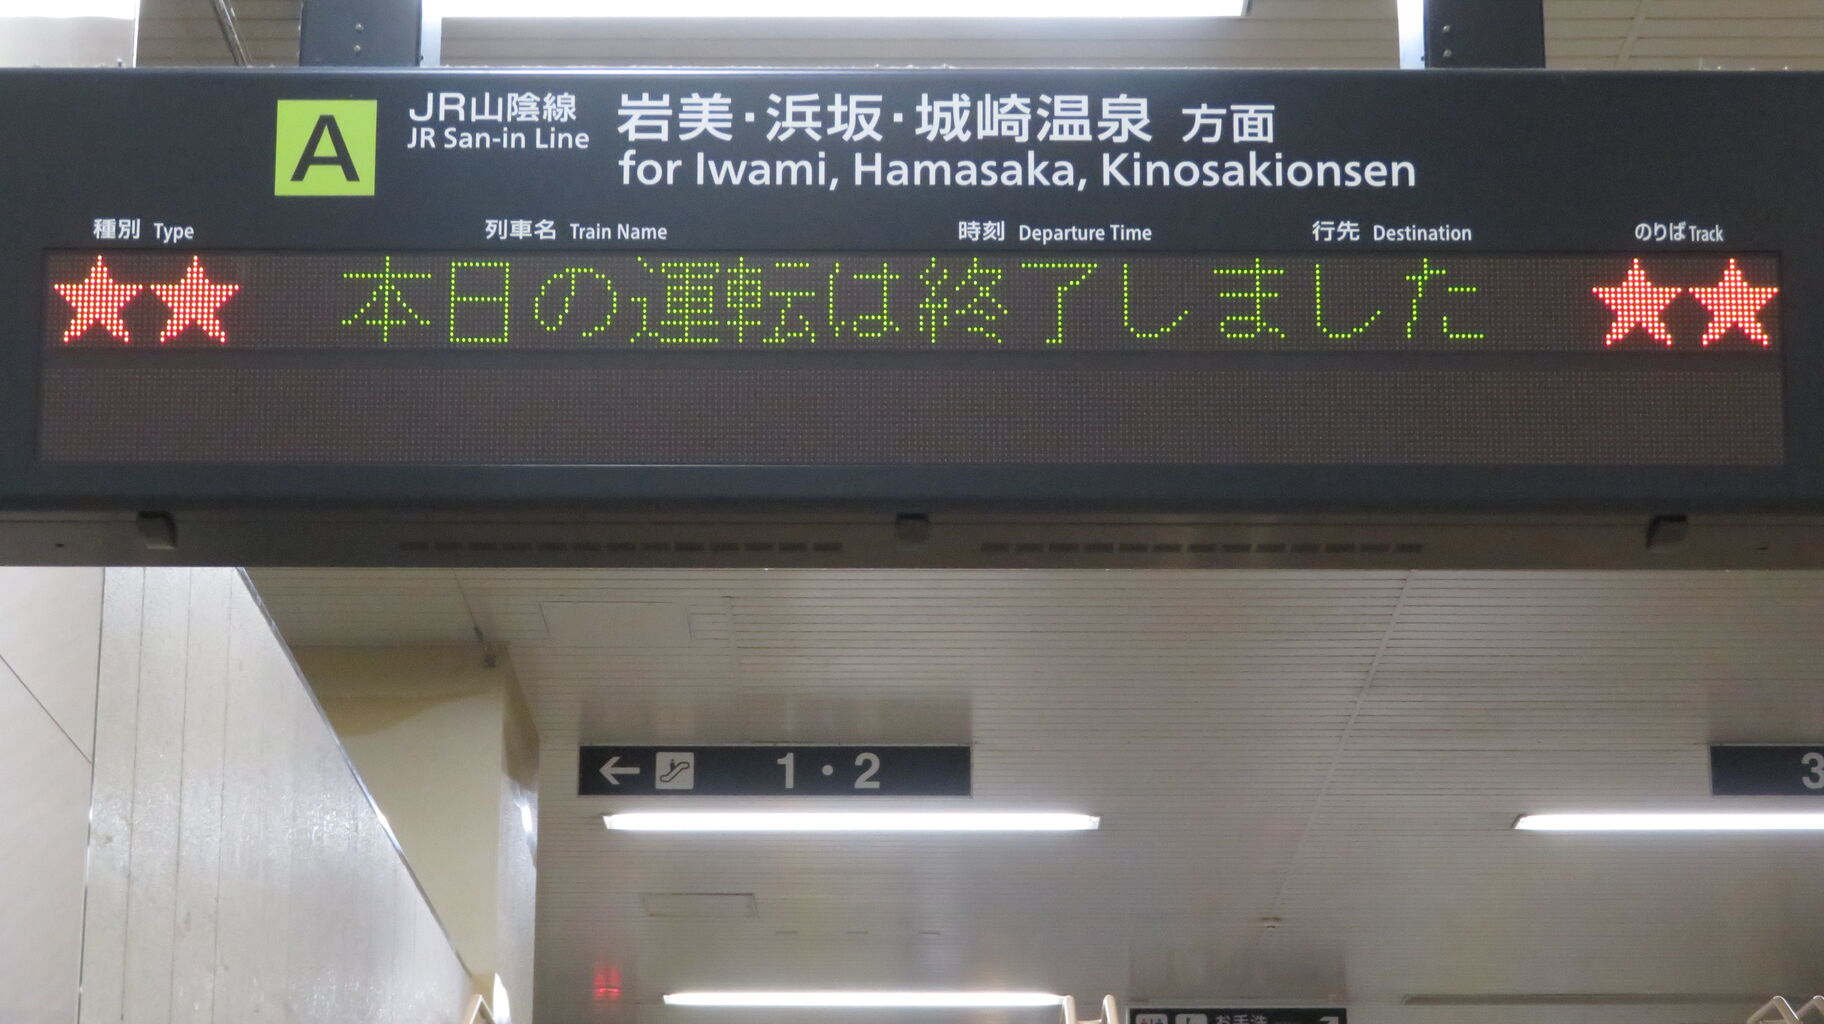 A
JR山陰線
JR San-in Line
岩美・浜坂・城崎温泉 方面
for Iwami, Hamasaka, Kinosakionsen
種別 Type
列車名 Train Name
時刻 Departure Time
行先 Destination
のりば Track
★★ 本日の運転は終了しました ★★
← 1・2
3
お手洗